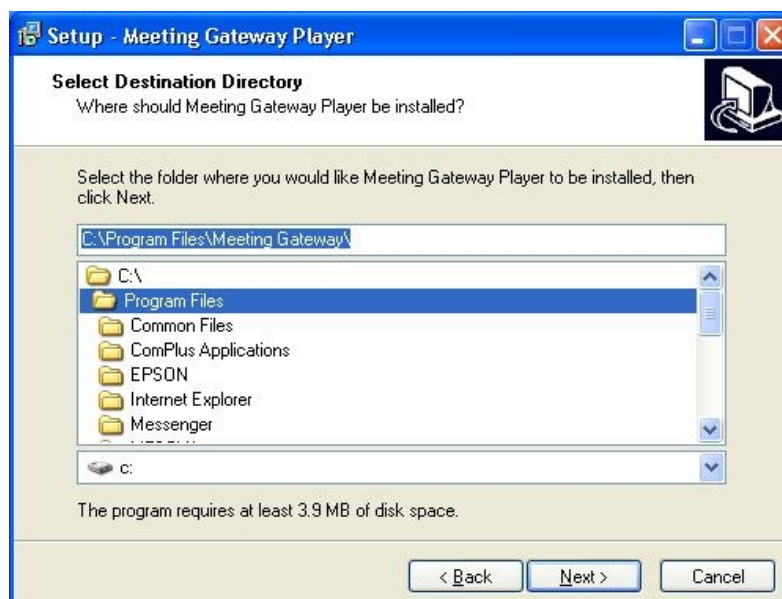 Setup - Meeting Gateway Player
Select Destination Directory
Where should Meeting Gateway Player be installed?
Select the folder where you would like Meeting Gateway Player to be installed, then
click Next.
C:\Program Files\Meeting Gateway\
C:\
Program Files
Common Files
ComPlus Applications
EPSON
Internet Explorer
Messenger
c:
The program requires at least 3.9 MB of disk space.
< Back
Next >
Cancel